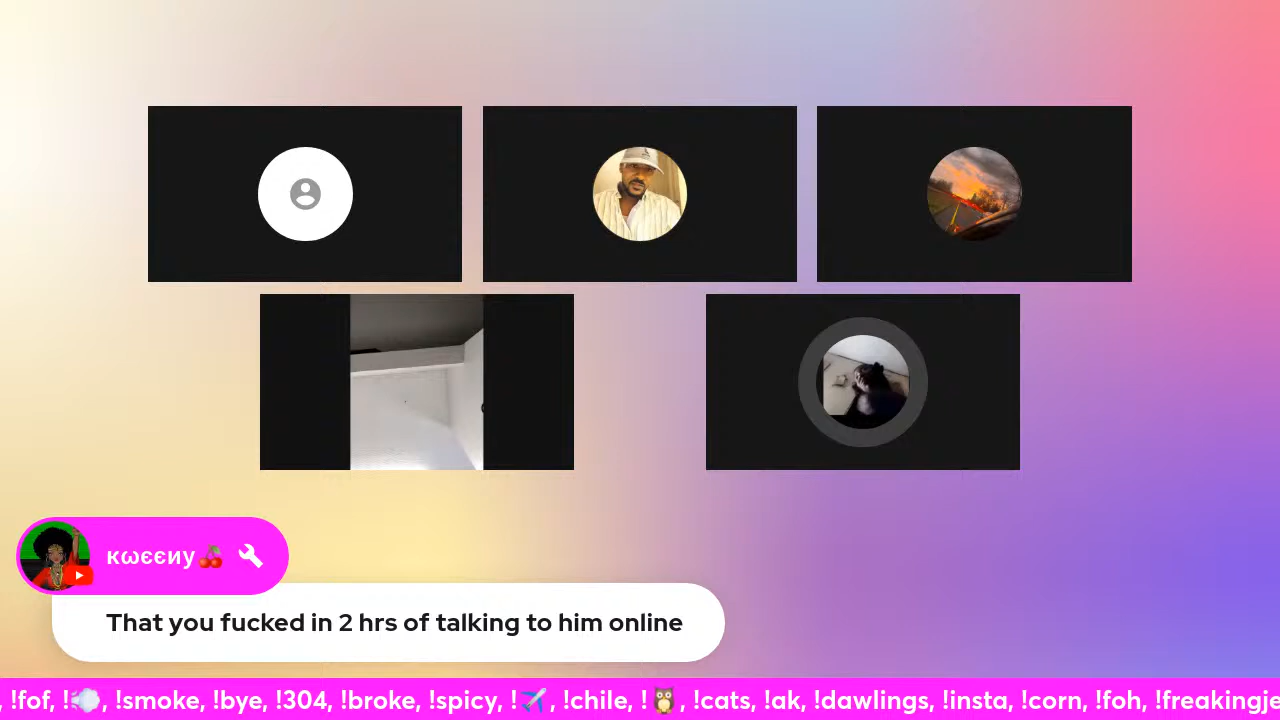 кωєєиу🍒
That you fucked in 2 hrs of talking to him online
, !fof, !💨, !smoke, !bye, !304, !broke, !spicy, !✈️, !chile, !🦉, !cats, !ak, !dawlings, !insta, !corn, !foh, !freakingje